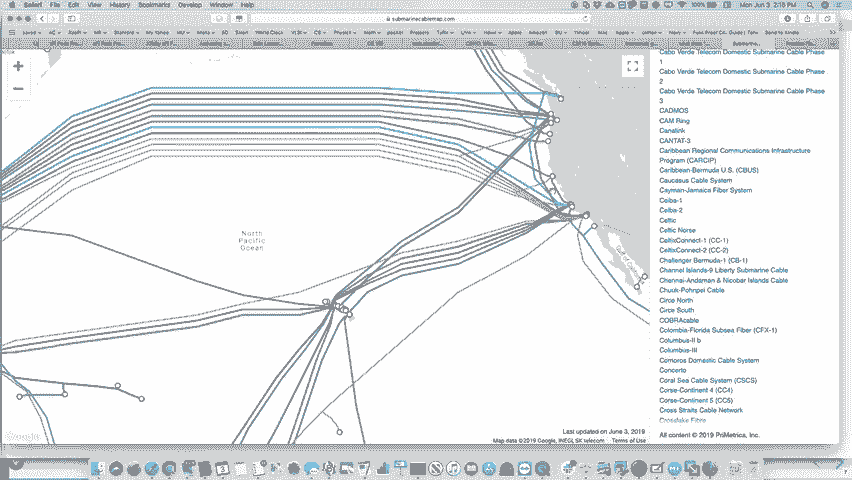 Safari File Edit View History Bookmarks Develop Window Help
100% Mon Jun 3 2:15 PM
submarinecablemap.com
+
−
North
Pacific
Ocean
Google
Last updated on June 3, 2019
Map data ©2019 Google, INEGI, SK telecom Terms of Use
Cabo Verde Telecom Domestic Submarine Cable Phase
1
Cabo Verde Telecom Domestic Submarine Cable Phase
2
Cabo Verde Telecom Domestic Submarine Cable Phase
3
CADMOS
CAM Ring
Canalink
CANTAT-3
Caribbean Regional Communications Infrastructure
Program (CARCIP)
Caribbean-Bermuda U.S. (CBUS)
Caucasus Cable System
Cayman-Jamaica Fiber System
Ceiba-1
Ceiba-2
Celtic
Celtic Norse
CeltixConnect-1 (CC-1)
CeltixConnect-2 (CC-2)
Challenger Bermuda-1 (CB-1)
Channel Islands-9 Liberty Submarine Cable
Chennai-Andaman & Nicobar Islands Cable
Chuuk-Pohnpei Cable
Circe North
Circe South
COBRAcable
Colombia-Florida Subsea Fiber (CFX-1)
Columbus-II b
Columbus-III
Comoros Domestic Cable System
Concerto
Coral Sea Cable System (CSCS)
Corse-Continent 4 (CC4)
Corse-Continent 5 (CC5)
Cross Straits Cable Network
Crosslake Fibre
All content © 2019 PriMetrica, Inc.